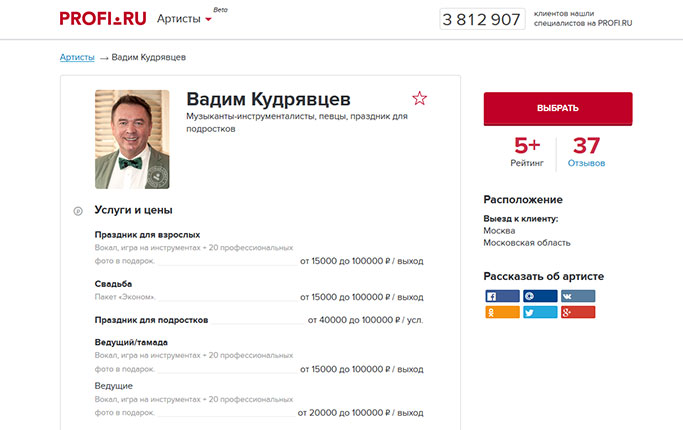 PROFI.RU
Артисты
Beta
3 812 907
клиентов нашли
специалистов на PROFI.RU
Артисты → Вадим Кудрявцев
Вадим Кудрявцев
Музыканты-инструменталисты, певцы, праздник для
подростков
ВЫБРАТЬ
5+
Рейтинг
37
Отзывов
Услуги и цены
Праздник для взрослых
Вокал, игра на инструментах + 20 профессиональных
фото в подарок. от 15000 до 100000 ₽ / выход
Свадьба
Пакет «Эконом». от 15000 до 100000 ₽ / выход
Праздник для подростков от 40000 до 100000 ₽ / усл.
Ведущий/тамада
Вокал, игра на инструментах + 20 профессиональных
фото в подарок. от 15000 до 100000 ₽ / выход
Ведущие
Вокал, игра на инструментах + 20 профессиональных
фото в подарок. от 20000 до 100000 ₽ / выход
Расположение
Выезд к клиенту:
Москва
Московская область
Рассказать об артисте